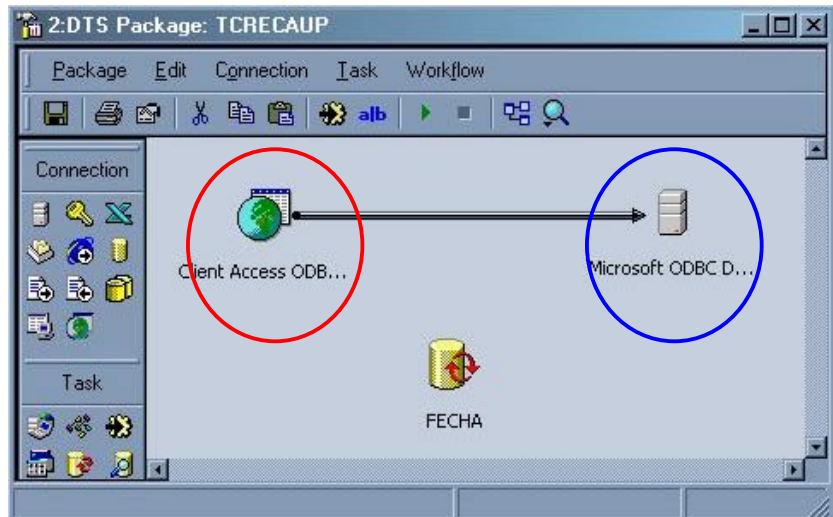 2:DTS Package: TCRECAUP
Package Edit Connection Task Workflow
a|b
Connection
Client Access ODB...
Microsoft ODBC D...
FECHA
Task